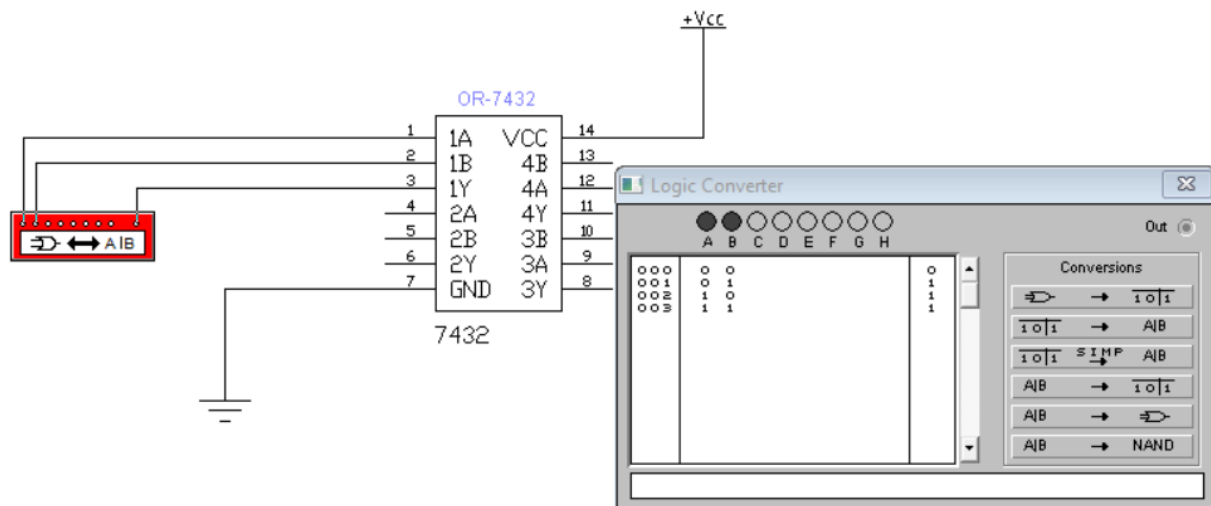 +Vcc
OR-7432
1 1A VCC 14
2 1B 4B 13
3 1Y 4A 12
4 2A 4Y 11
5 2B 3B 10
6 2Y 3A 9
7 GND 3Y 8
7432
A|B
Logic Converter
A B C D E F G H
Out
000 0 0 0
001 0 1 1
002 1 0 1
003 1 1 1
Conversions
→ 1 0|1
1 0|1 → A|B
1 0|1 SIMP → A|B
A|B → 1 0|1
A|B →
A|B → NAND